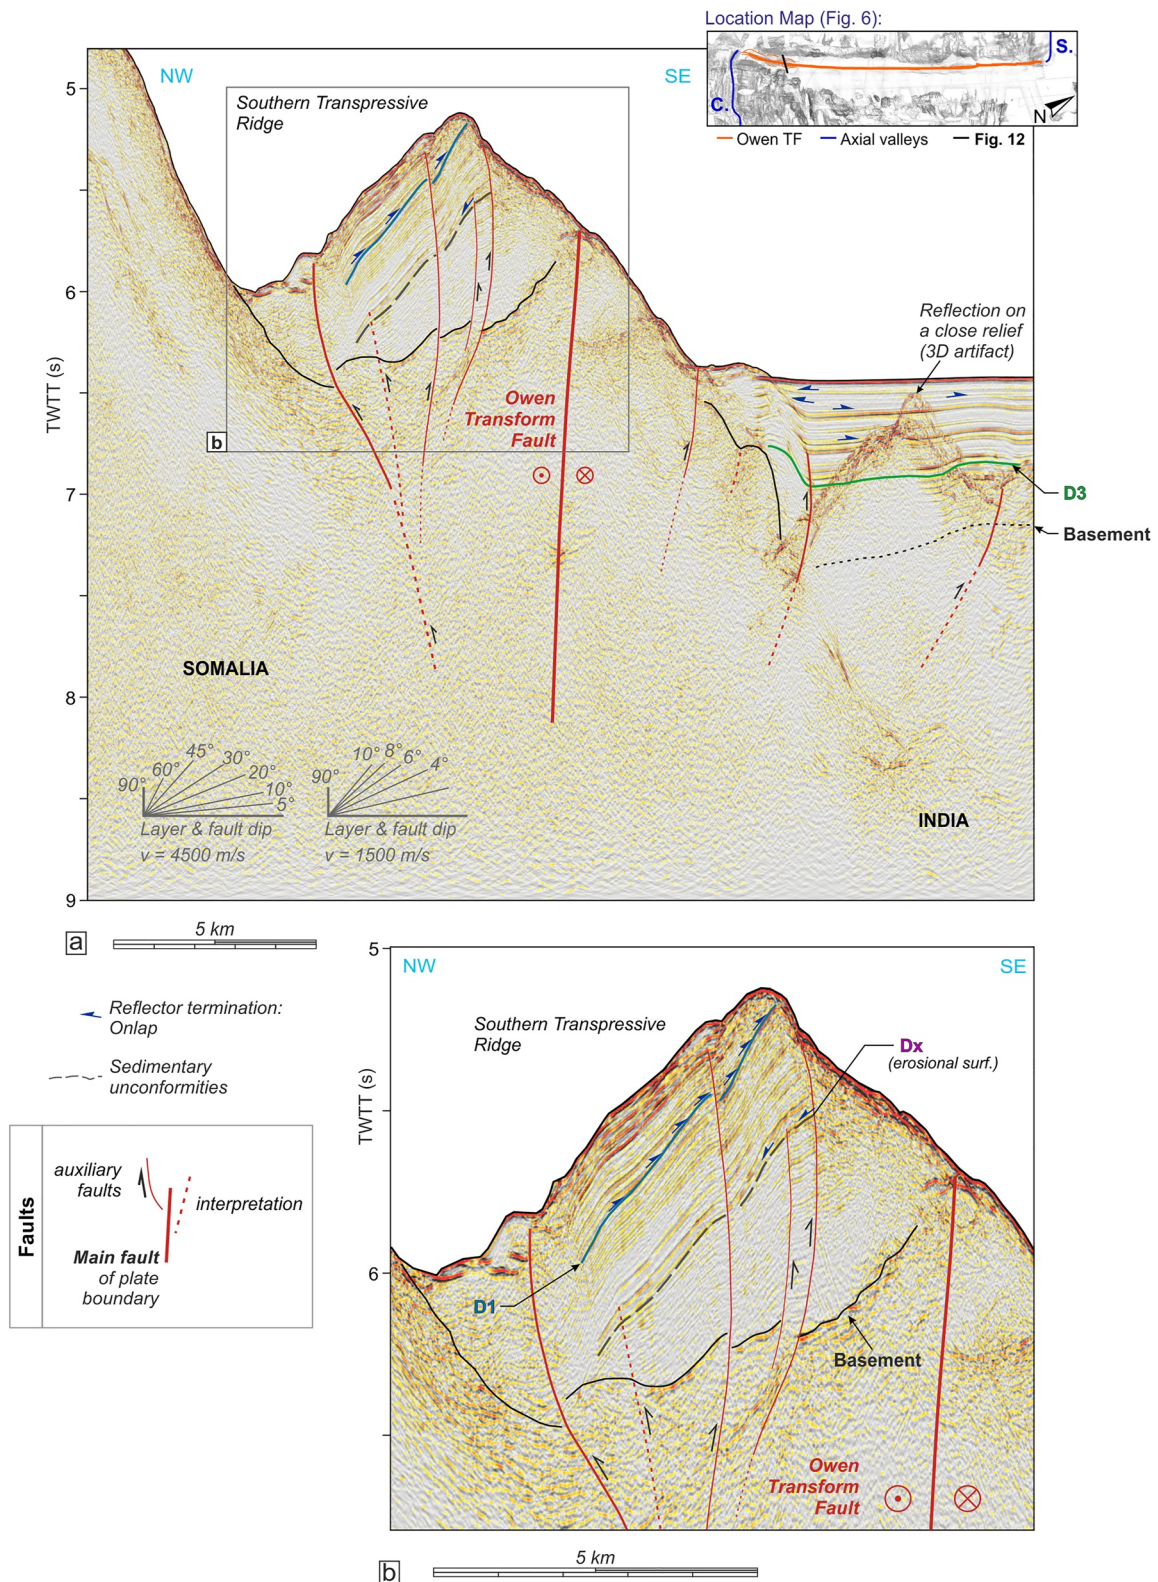 Location Map (Fig. 6):
S.
C.
N
Owen TF
Axial valleys
Fig. 12
NW
SE
Southern Transpressive
Ridge
5
6
7
8
9
TWTT (s)
b
Owen
Transform
Fault
Reflection on
a close relief
(3D artifact)
D3
Basement
SOMALIA
INDIA
90°
60°
45°
30°
20°
10°
5°
Layer & fault dip
v = 4500 m/s
90°
10°
8°
6°
4°
Layer & fault dip
v = 1500 m/s
a
5 km
Reflector termination:
Onlap
Sedimentary
unconformities
Faults
auxiliary
faults
interpretation
Main fault
of plate
boundary
NW
SE
Southern Transpressive
Ridge
5
6
TWTT (s)
Dx
(erosional surf.)
D1
Basement
Owen
Transform
Fault
b
5 km